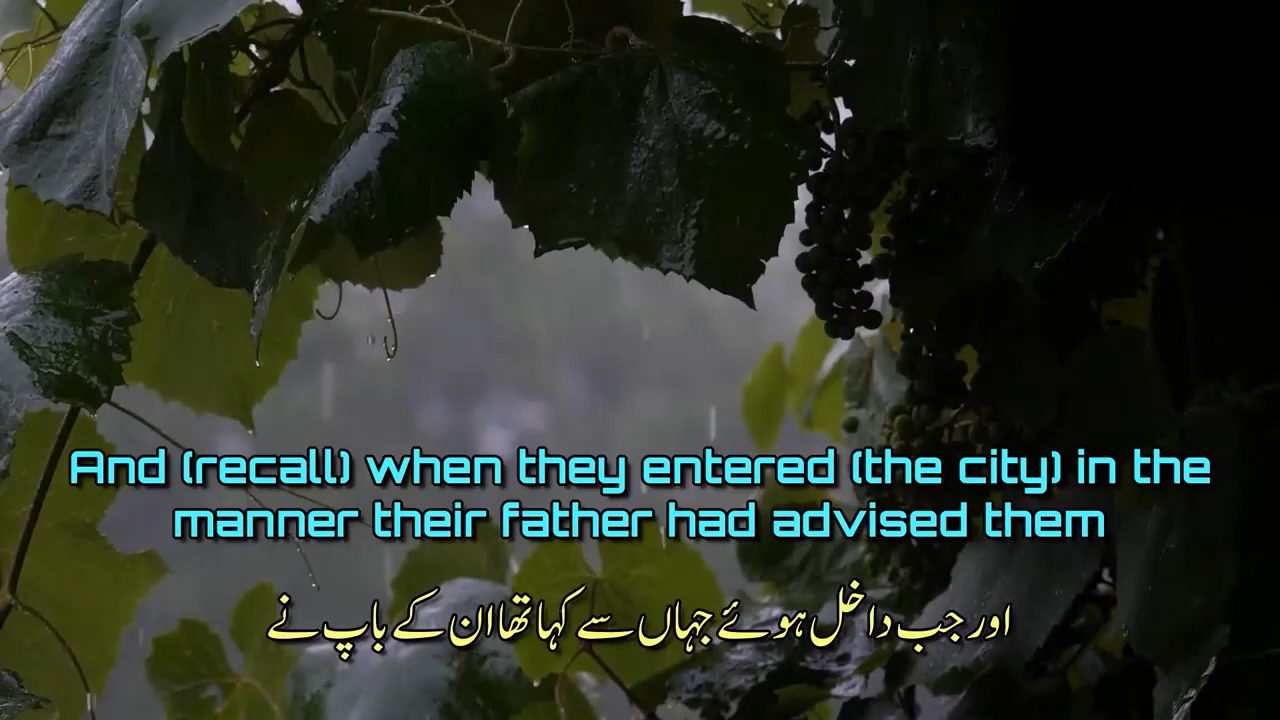 And (recall) when they entered (the city) in the
manner their father had advised them
اور جب داخل ہوئے جہاں سے کہا تھا ان کے باپ نے